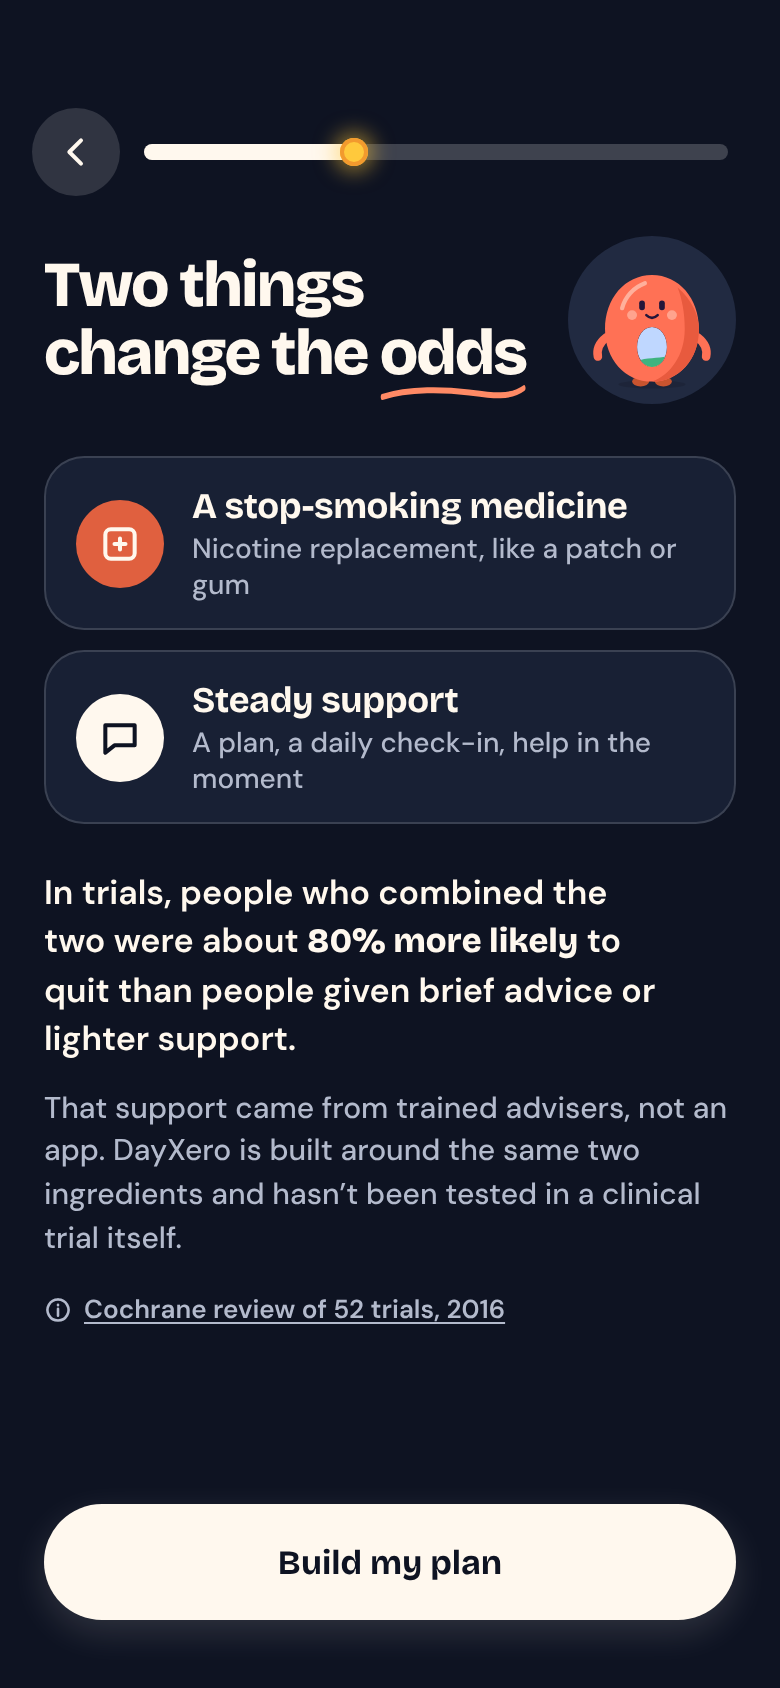 Two things
change the odds
A stop-smoking medicine
Nicotine replacement, like a patch or
gum
Steady support
A plan, a daily check-in, help in the
moment
In trials, people who combined the
two were about 80% more likely to
quit than people given brief advice or
lighter support.
That support came from trained advisers, not an
app. DayXero is built around the same two
ingredients and hasn’t been tested in a clinical
trial itself.
Cochrane review of 52 trials, 2016
Build my plan